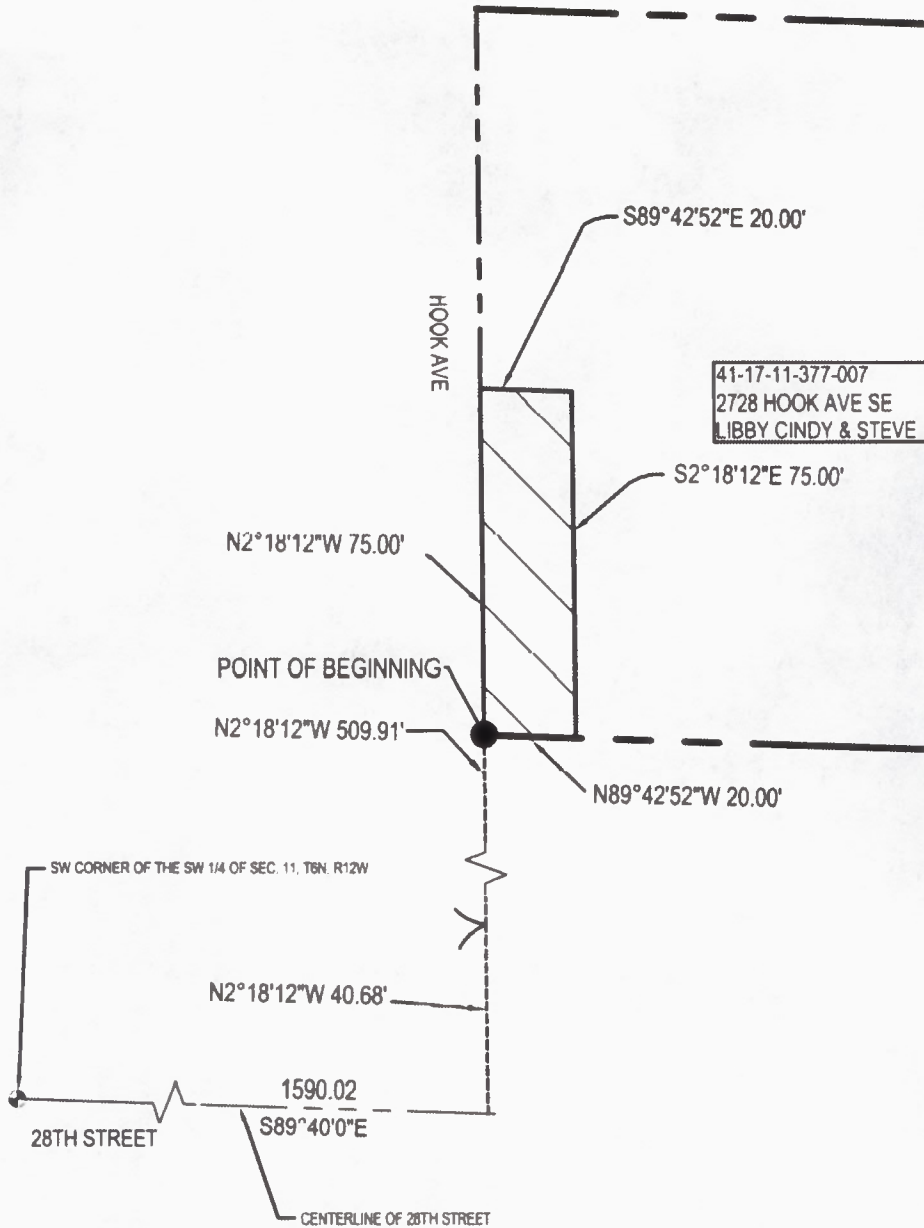 S89°42'52"E 20.00'
HOOK AVE
41-17-11-377-007
2728 HOOK AVE SE
LIBBY CINDY & STEVE
S2°18'12"E 75.00'
N2°18'12"W 75.00'
POINT OF BEGINNING
N2°18'12"W 509.91'
N89°42'52"W 20.00'
SW CORNER OF THE SW 1/4 OF SEC. 11, T6N, R12W
N2°18'12"W 40.68'
1590.02
S89°40'0"E
28TH STREET
CENTERLINE OF 28TH STREET